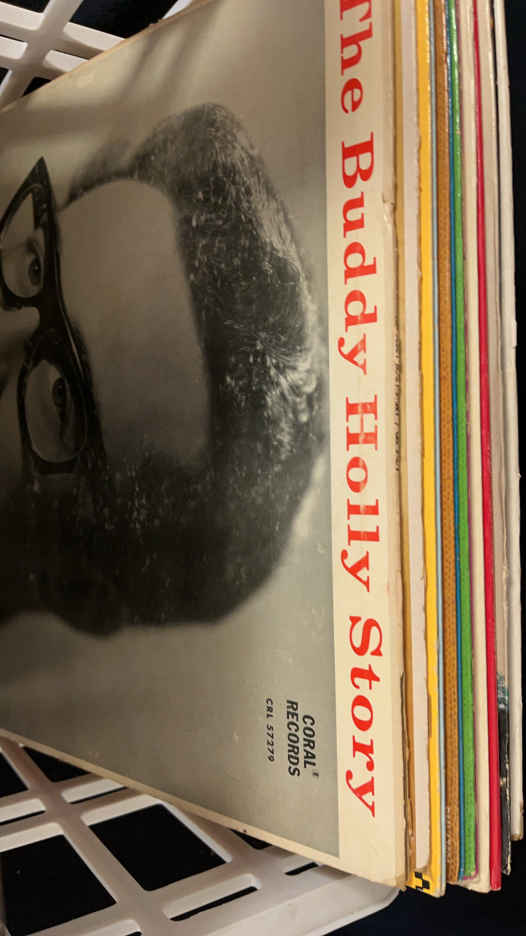 The Buddy Holly Story
CORAL®
RECORDS
CRL 57279